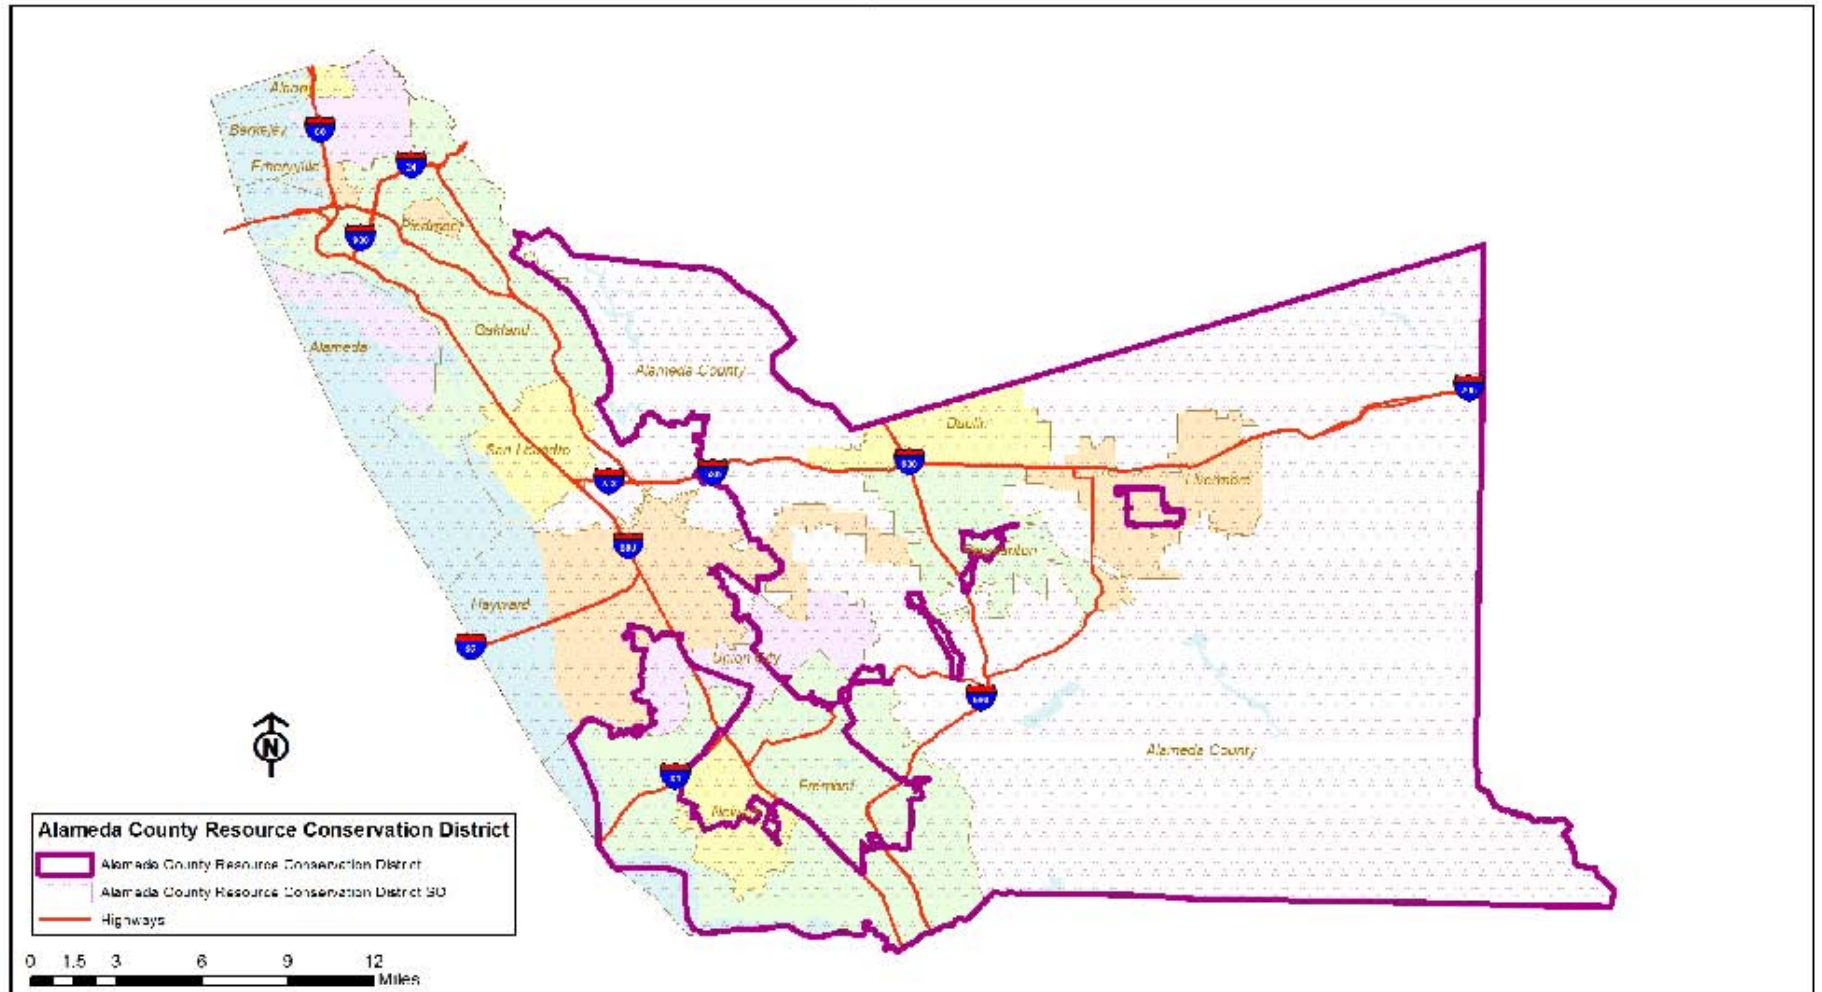 Albany
Berkeley
Emeryville
Piedmont
Oakland
Alameda
Alameda County
San Leandro
Dublin
Livermore
Pleasanton
Hayward
Union City
Alameda County
Fremont
N
Alameda County Resource Conservation District
Alameda County Resource Conservation District
Alameda County Resource Conservation District SOI
Highways
0 1.5 3 6 9 12
Miles